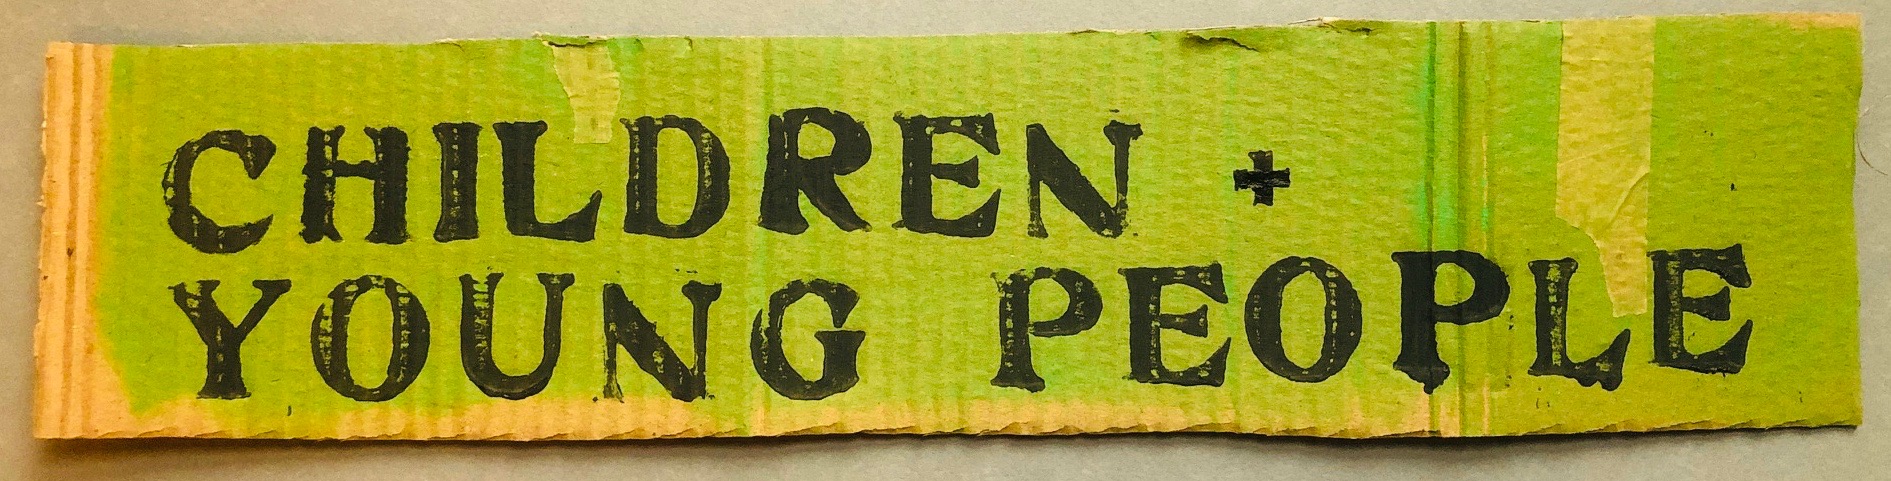 CHILDREN +
YOUNG PEOPLE